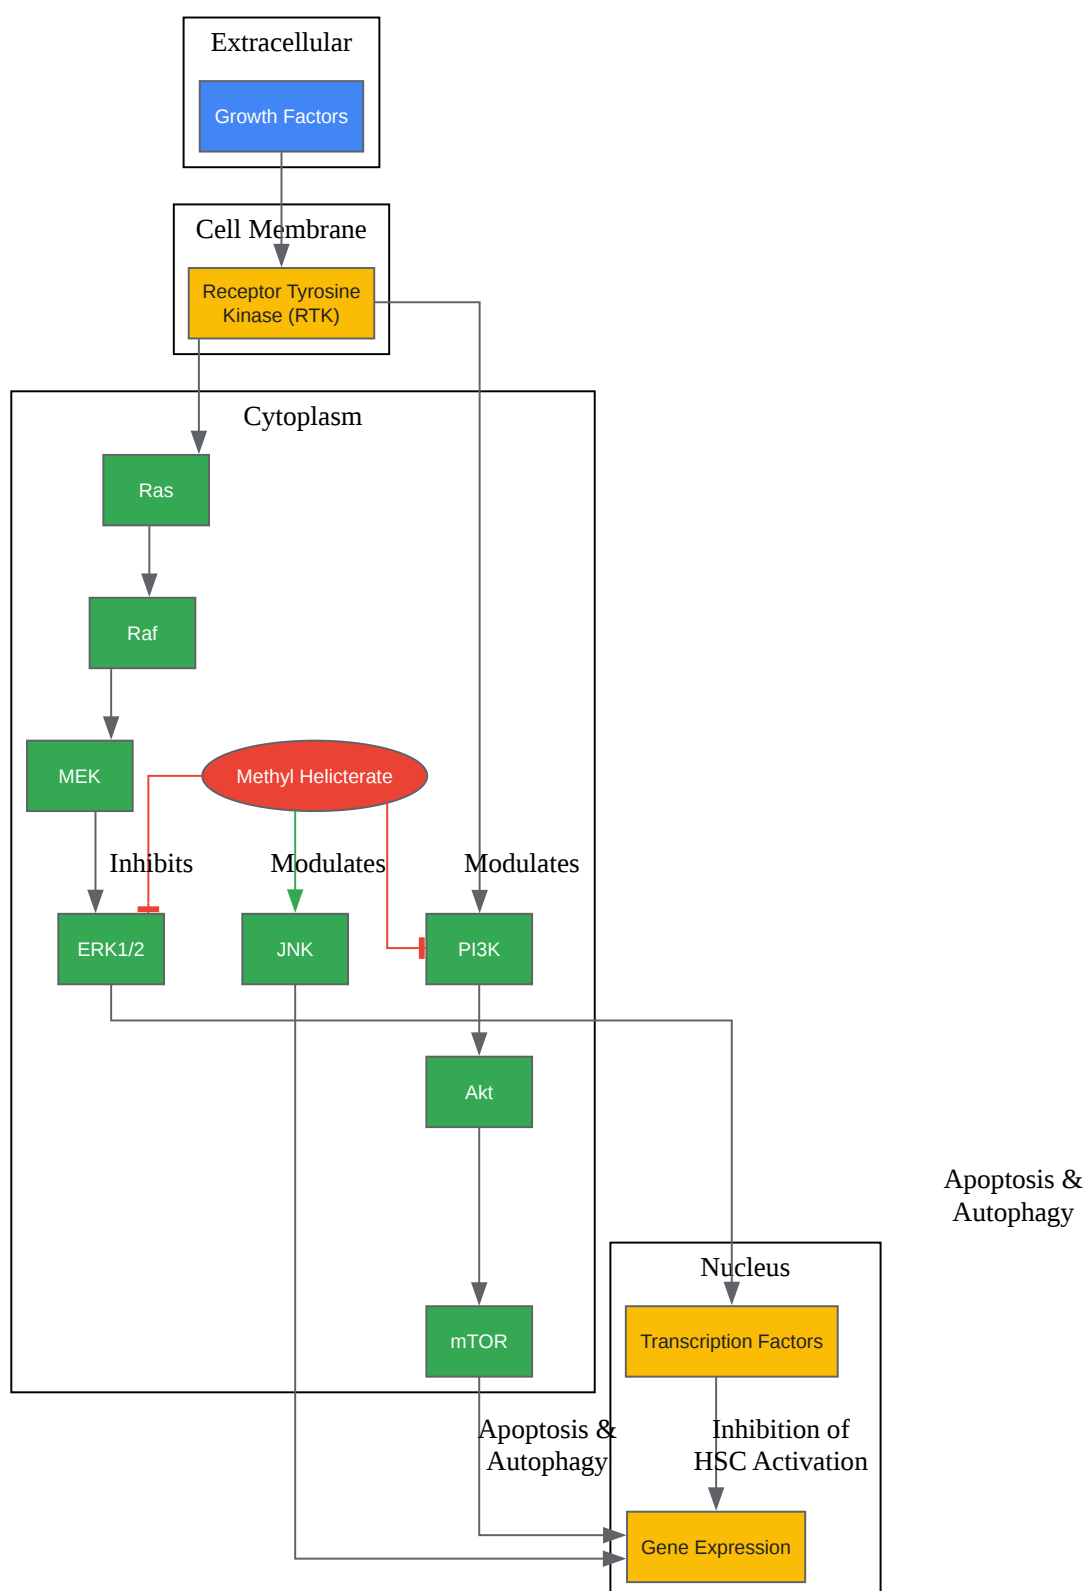 Extracellular
Growth Factors
Cell Membrane
Receptor Tyrosine
Kinase (RTK)
Cytoplasm
Ras
Raf
MEK
Methyl Helicterate
Inhibits
Modulates
Modulates
ERK1/2
JNK
PI3K
Akt
Apoptosis &
Autophagy
Nucleus
mTOR
Transcription Factors
Apoptosis &
Autophagy
Inhibition of
HSC Activation
Gene Expression